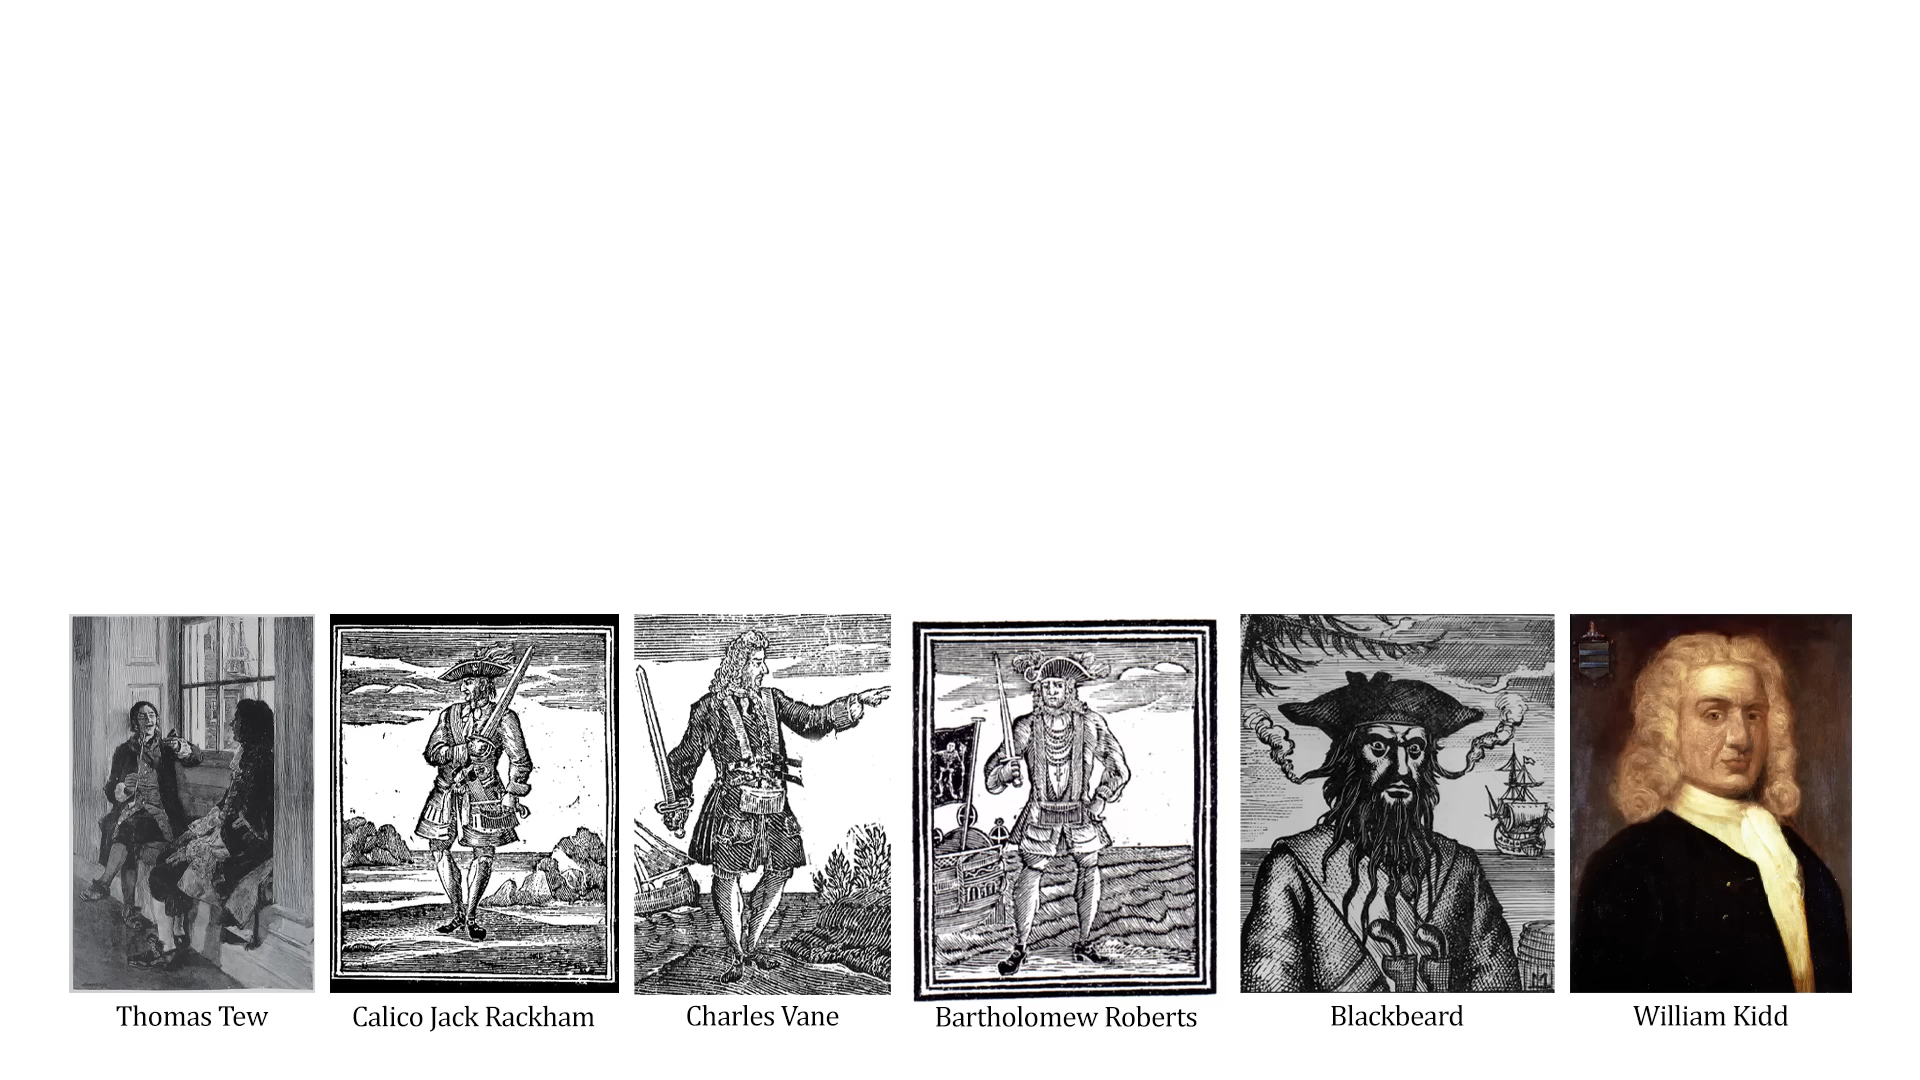 Thomas Tew
Calico Jack Rackham
Charles Vane
Bartholomew Roberts
Blackbeard
William Kidd